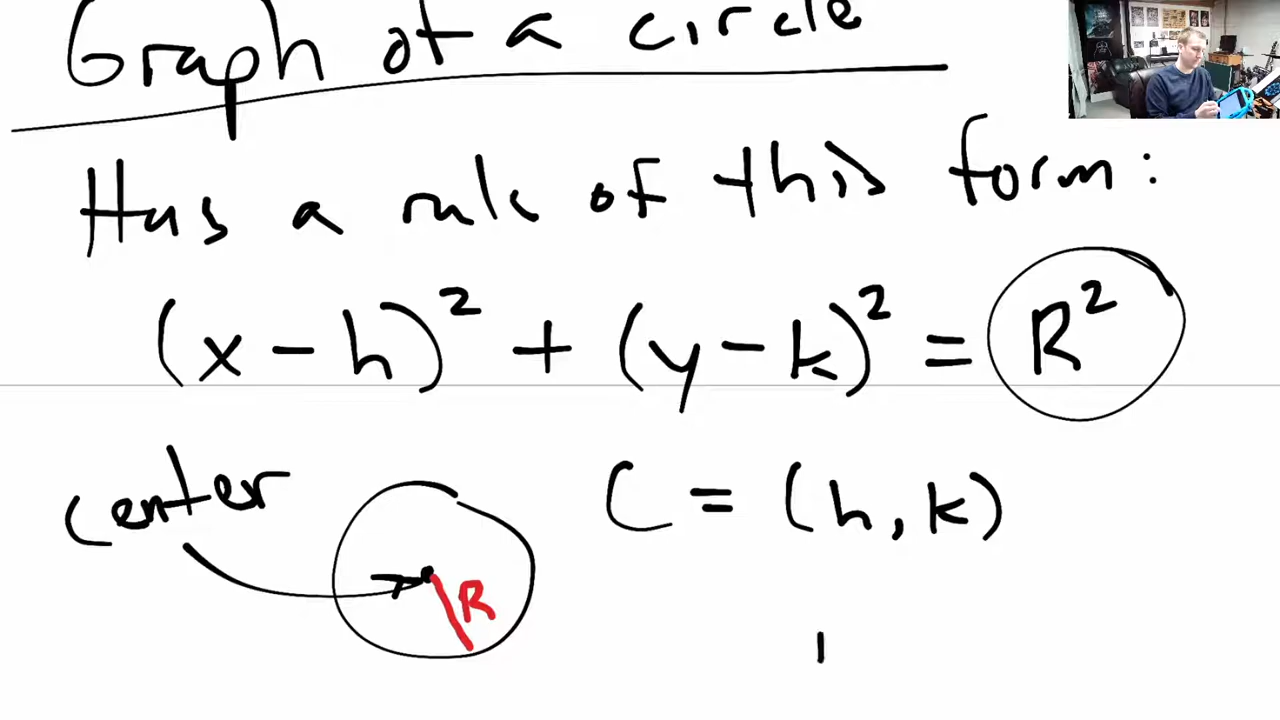 Graph of a circle
Has a rule of this form:
(x-h)² + (y-k)² = R²
center
C = (h,k)
R